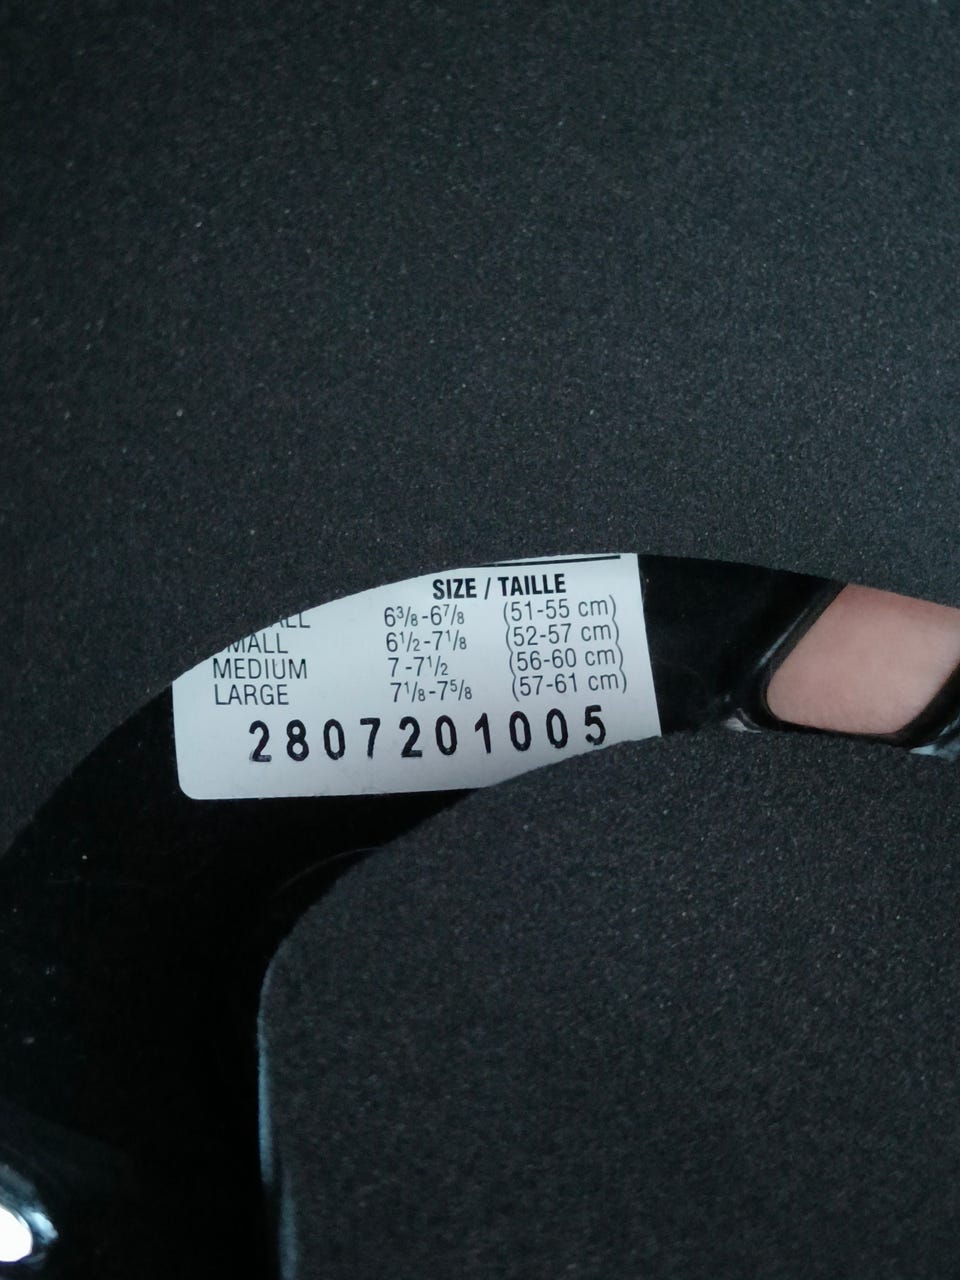 SIZE / TAILLE
6³/₈-6⁷/₈ (51-55 cm)
SMALL 6¹/₂-7¹/₈ (52-57 cm)
MEDIUM 7-7¹/₂ (56-60 cm)
LARGE 7¹/₈-7⁵/₈ (57-61 cm)
2807201005